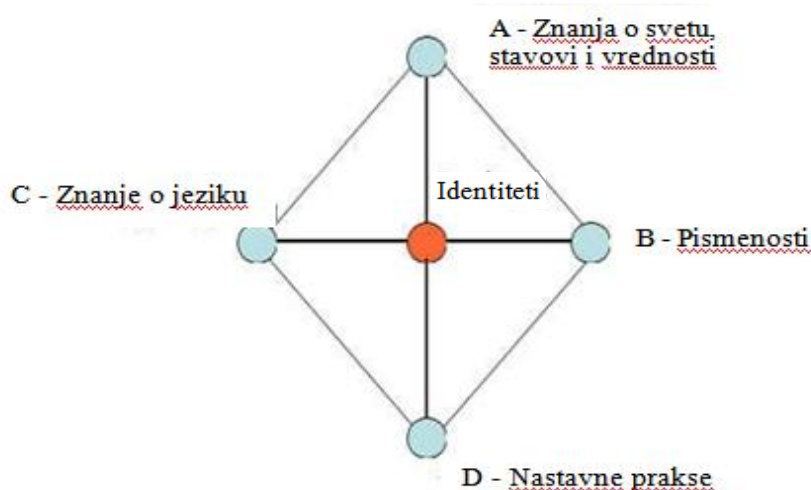 A - Znanja o svetu,
stavovi i vrednosti
C - Znanje o jeziku
Identiteti
B - Pismenosti
D - Nastavne prakse